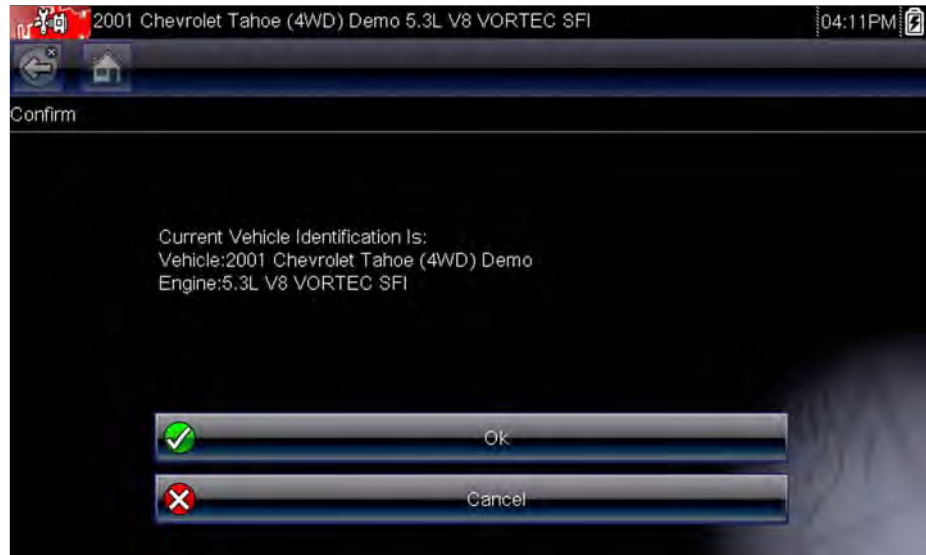 2001 Chevrolet Tahoe (4WD) Demo 5.3L V8 VORTEC SFI 04:11PM
Confirm
Current Vehicle Identification Is:
Vehicle:2001 Chevrolet Tahoe (4WD) Demo
Engine:5.3L V8 VORTEC SFI
Ok
Cancel